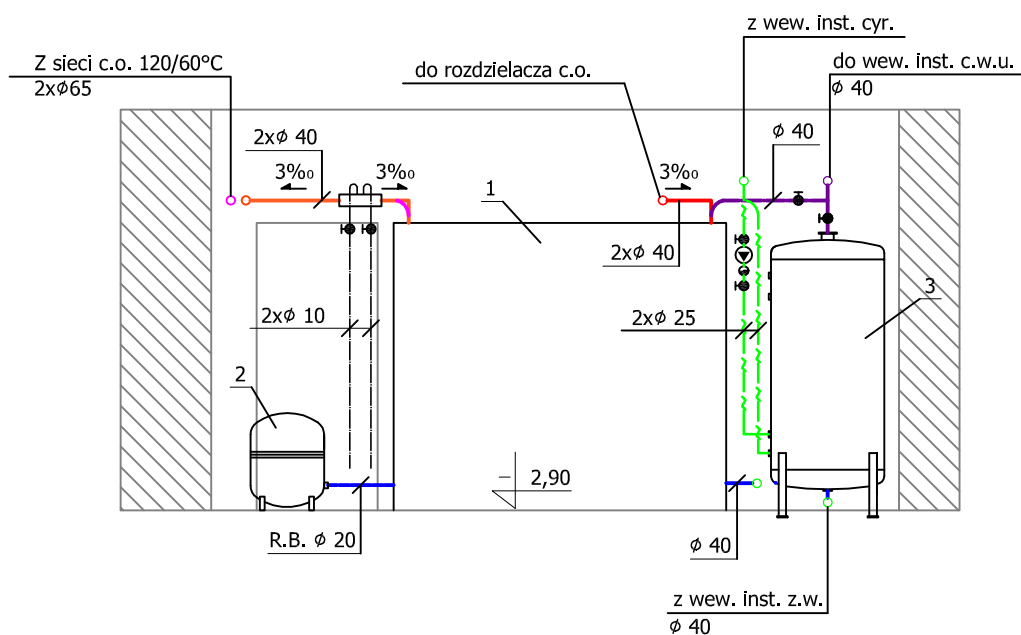 z wew. inst. cyr.
Z sieci c.o. 120/60°C
2xϕ65
do rozdzielacza c.o.
do wew. inst. c.w.u.
ϕ 40
2xϕ 40
ϕ 40
3‰
3‰
1
3‰
2xϕ 40
3
2xϕ 10
2xϕ 25
2
– 2,90
R.B. ϕ 20
ϕ 40
z wew. inst. z.w.
ϕ 40